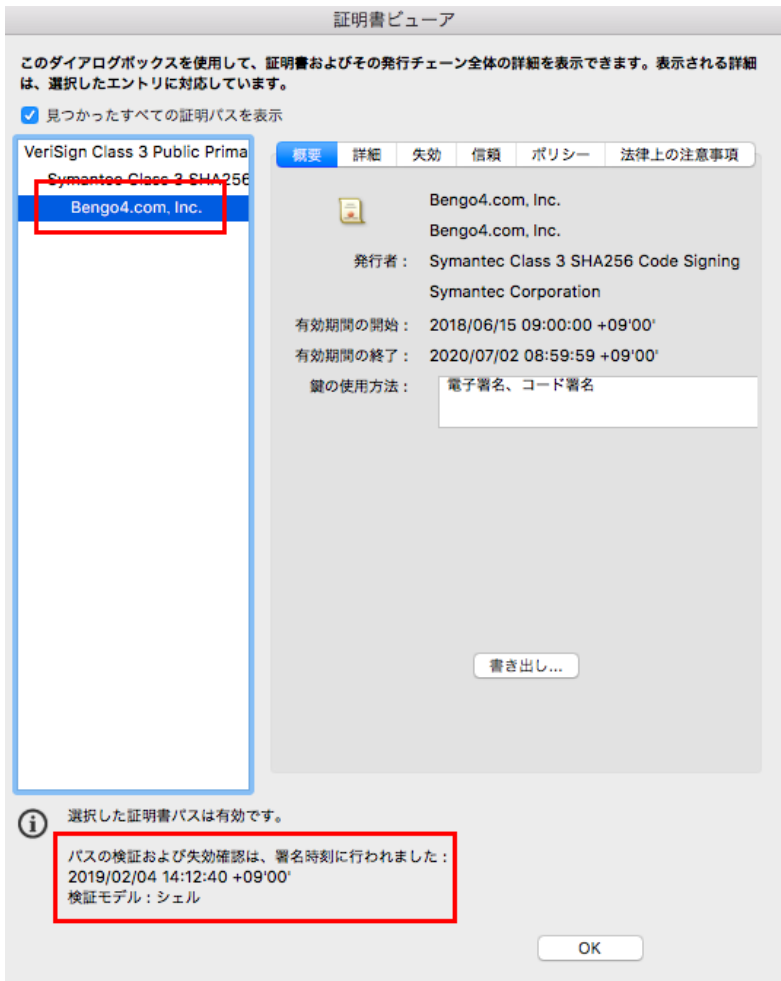 証明書ビューア
このダイアログボックスを使用して、証明書およびその発行チェーン全体の詳細を表示できます。表示される詳細
は、選択したエントリに対応しています。
見つかったすべての証明パスを表示
VeriSign Class 3 Public Prima
Symantec Class 3 SHA256
Bengo4.com, Inc.
概要 詳細 失効 信頼 ポリシー 法律上の注意事項
Bengo4.com, Inc.
Bengo4.com, Inc.
発行者： Symantec Class 3 SHA256 Code Signing
Symantec Corporation
有効期間の開始： 2018/06/15 09:00:00 +09'00'
有効期間の終了： 2020/07/02 08:59:59 +09'00'
鍵の使用方法： 電子署名、コード署名
書き出し...
選択した証明書パスは有効です。
パスの検証および失効確認は、署名時刻に行われました：
2019/02/04 14:12:40 +09'00'
検証モデル：シェル
OK